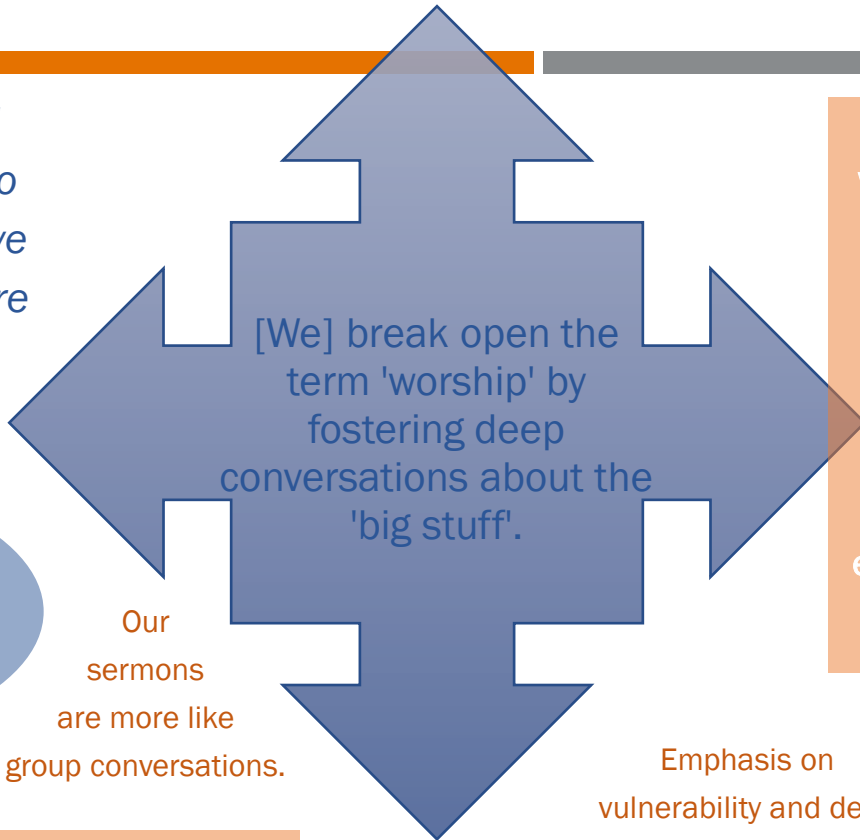 [We] break open the
term 'worship' by
fostering deep
conversations about the
'big stuff'.
Our
sermons
are more like
group conversations.
Emphasis on
vulnerability and